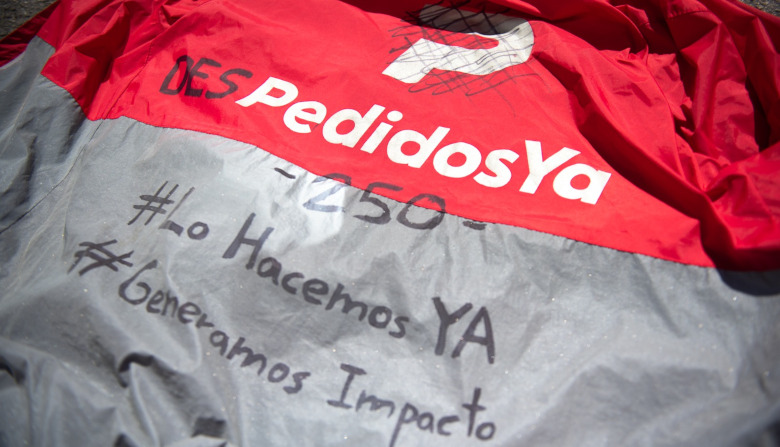 P
DES PedidosYa
- 250 -
#Lo Hacemos YA
#Generamos Impacto